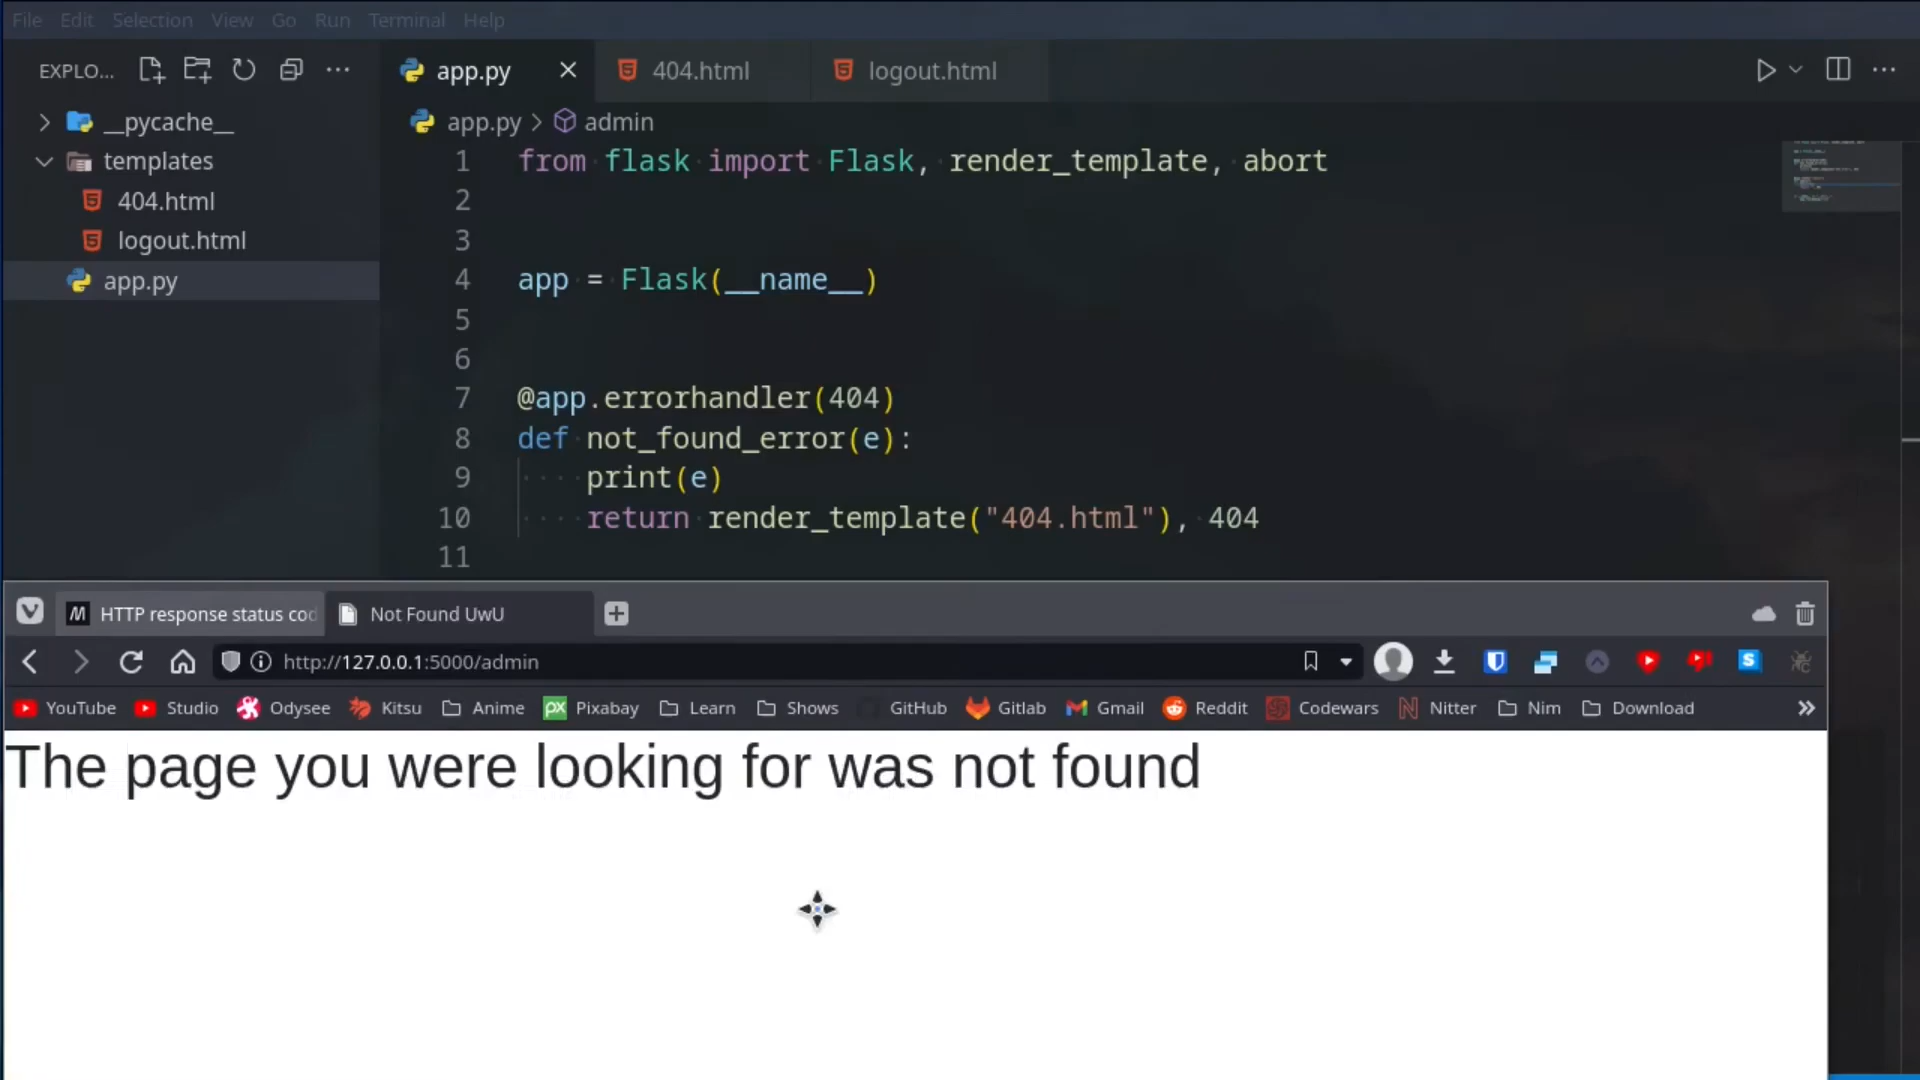 File Edit Selection View Go Run Terminal Help
EXPLO...
app.py
404.html
logout.html
__pycache__
templates
404.html
logout.html
app.py
app.py > admin
1 from flask import Flask, render_template, abort
2
3
4 app = Flask(__name__)
5
6
7 @app.errorhandler(404)
8 def not_found_error(e):
9 print(e)
10 return render_template("404.html"), 404
11
HTTP response status cod
Not Found UwU
http://127.0.0.1:5000/admin
YouTube Studio Odysee Kitsu Anime Pixabay Learn Shows GitHub Gitlab Gmail Reddit Codewars Nitter Nim Download
The page you were looking for was not found